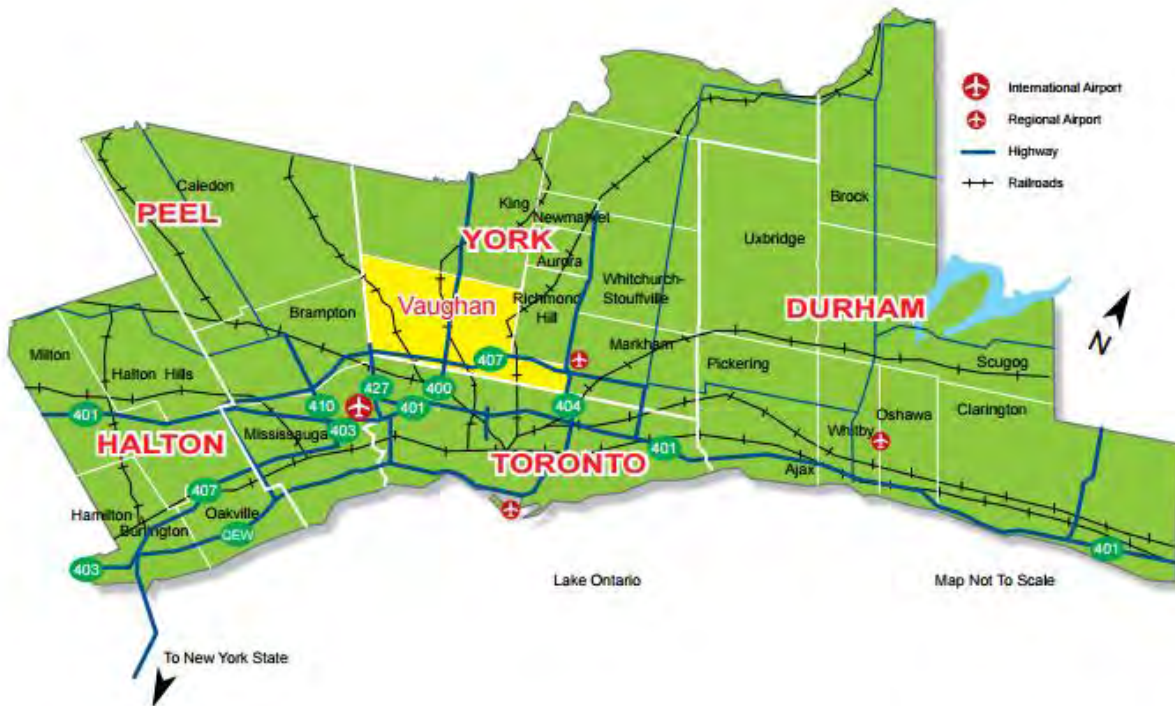 International Airport
Regional Airport
Highway
Railroads
Caledon
PEEL
King
Newmarket
YORK
Aurora
Brock
Uxbridge
Whitchurch-
Stouffville
Vaughan
Richmond
Hill
Brampton
DURHAM
N
Markham
Milton
Halton Hills
407
Pickering
Scugog
427
400
410
401
404
Clarington
Oshawa
401
HALTON
Mississauga
403
Whitby
TORONTO
401
Ajax
407
Hamilton
Oakville
Burlington
QEW
401
403
Lake Ontario
Map Not To Scale
To New York State